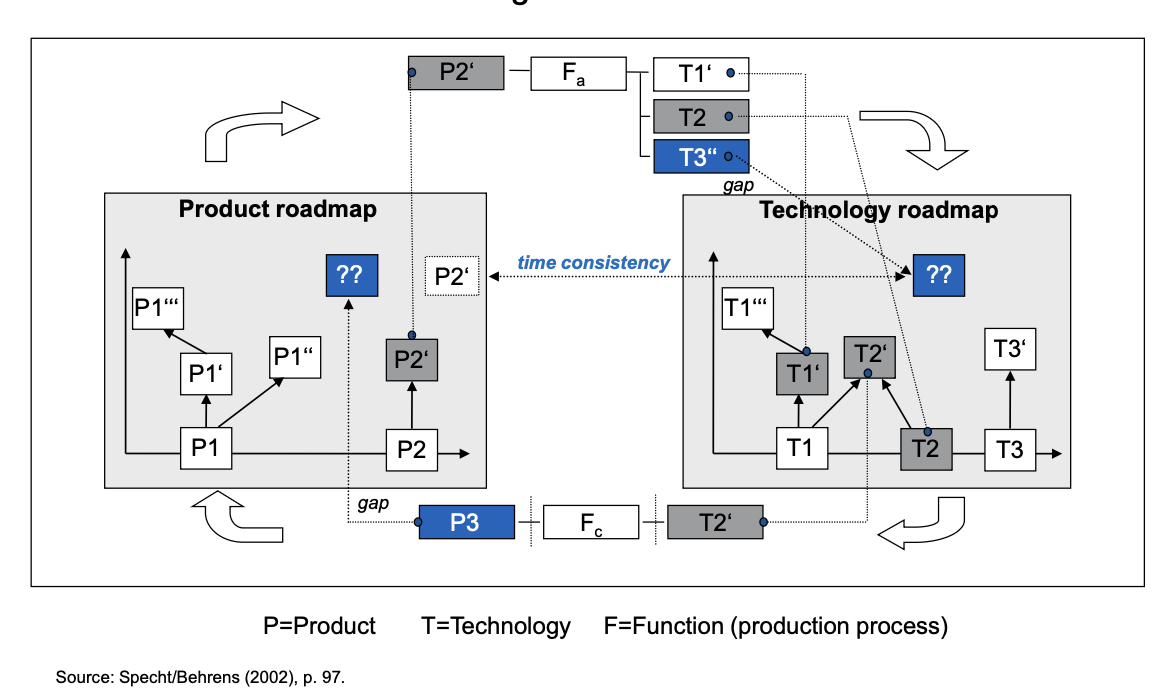 P2‘ Fa T1‘
T2
T3“
gap
Product roadmap
Technology roadmap
time consistency
?? P2‘ ??
P1‘“ T1‘“
P1‘ P1“ P2‘ T1‘ T2‘ T3‘
P1 P2 T1 T2 T3
gap
P3 Fc T2‘
P=Product T=Technology F=Function (production process)
Source: Specht/Behrens (2002), p. 97.